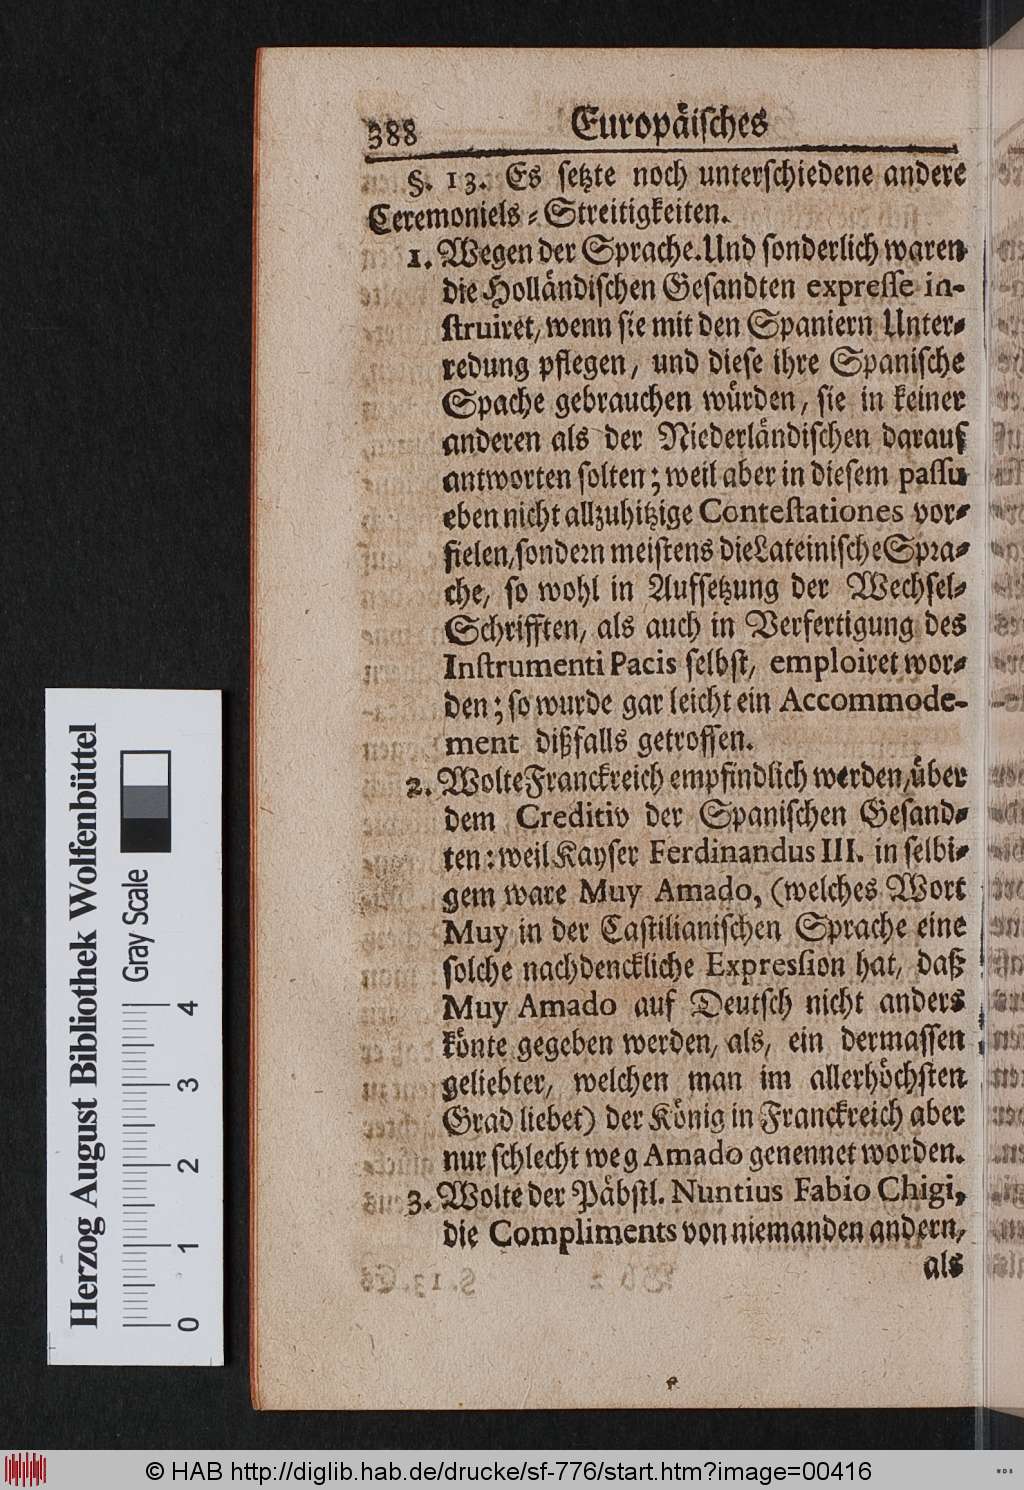 388 Europäiſches
§. 13. Es ſetzte noch unterſchiedene andere
Ceremoniels-Streitigkeiten.
1. Wegen der Sprache. Und ſonderlich waren
die Holländiſchen Geſandten expreſſe in-
ſtruiret, wenn ſie mit den Spaniern Unter-
redung pflegen, und dieſe ihre Spaniſche
Spache gebrauchen würden, ſie in keiner
anderen als der Niederländiſchen darauf
antworten ſolten; weil aber in dieſem paſſu
eben nicht allzuhitzige Conteſtationes vor-
fielen, ſondern meiſtens die Lateiniſche Spra-
che, ſo wohl in Aufſetzung der Wechſel-
Schrifften, als auch in Verfertigung des
Inſtrumenti Pacis ſelbſt, emploiret wor-
den; ſo wurde gar leicht ein Accommode-
ment dißfalls getroffen.
2. Wolte Franckreich empfindlich werden, über
dem Creditiv der Spaniſchen Geſand-
ten: weil Kayſer Ferdinandus III. in ſelbi-
gem ware Muy Amado, (welches Wort
Muy in der Caſtilianiſchen Sprache eine
ſolche nachdenckliche Expreſſion hat, daß
Muy Amado auf Deutſch nicht anders
könte gegeben werden, als, ein dermaſſen
geliebter, welchen man im allerhöchſten
Grad liebet) der König in Franckreich aber
nur ſchlecht weg Amado genennet worden.
3. Wolte der Päbſtl. Nuntius Fabio Chigi,
die Compliments von niemanden andern,
als
Herzog August Bibliothek Wolfenbüttel
Gray Scale
0 1 2 3 4
© HAB http://diglib.hab.de/drucke/sf-776/start.htm?image=00416